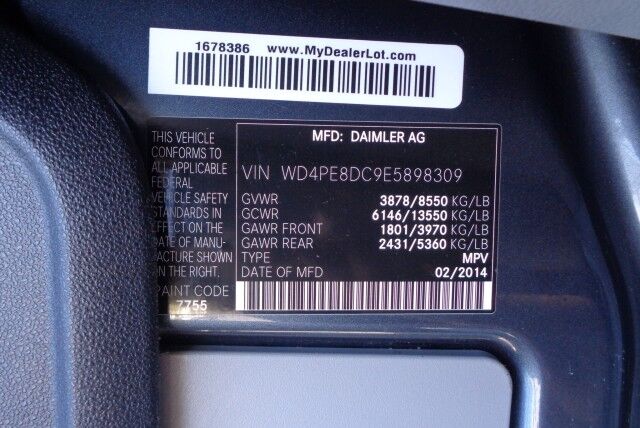 1678386 www.MyDealerLot.com
THIS VEHICLE
CONFORMS TO
ALL APPLICABLE
FEDERAL
VEHICLE SAFETY
STANDARDS IN
EFFECT ON THE
DATE OF MANU-
FACTURE SHOWN
ON THE RIGHT.
PAINT CODE
7755
MFD: DAIMLER AG
VIN WD4PE8DC9E5898309
GVWR 3878/8550 KG/LB
GCWR 6146/13550 KG/LB
GAWR FRONT 1801/3970 KG/LB
GAWR REAR 2431/5360 KG/LB
TYPE MPV
DATE OF MFD 02/2014